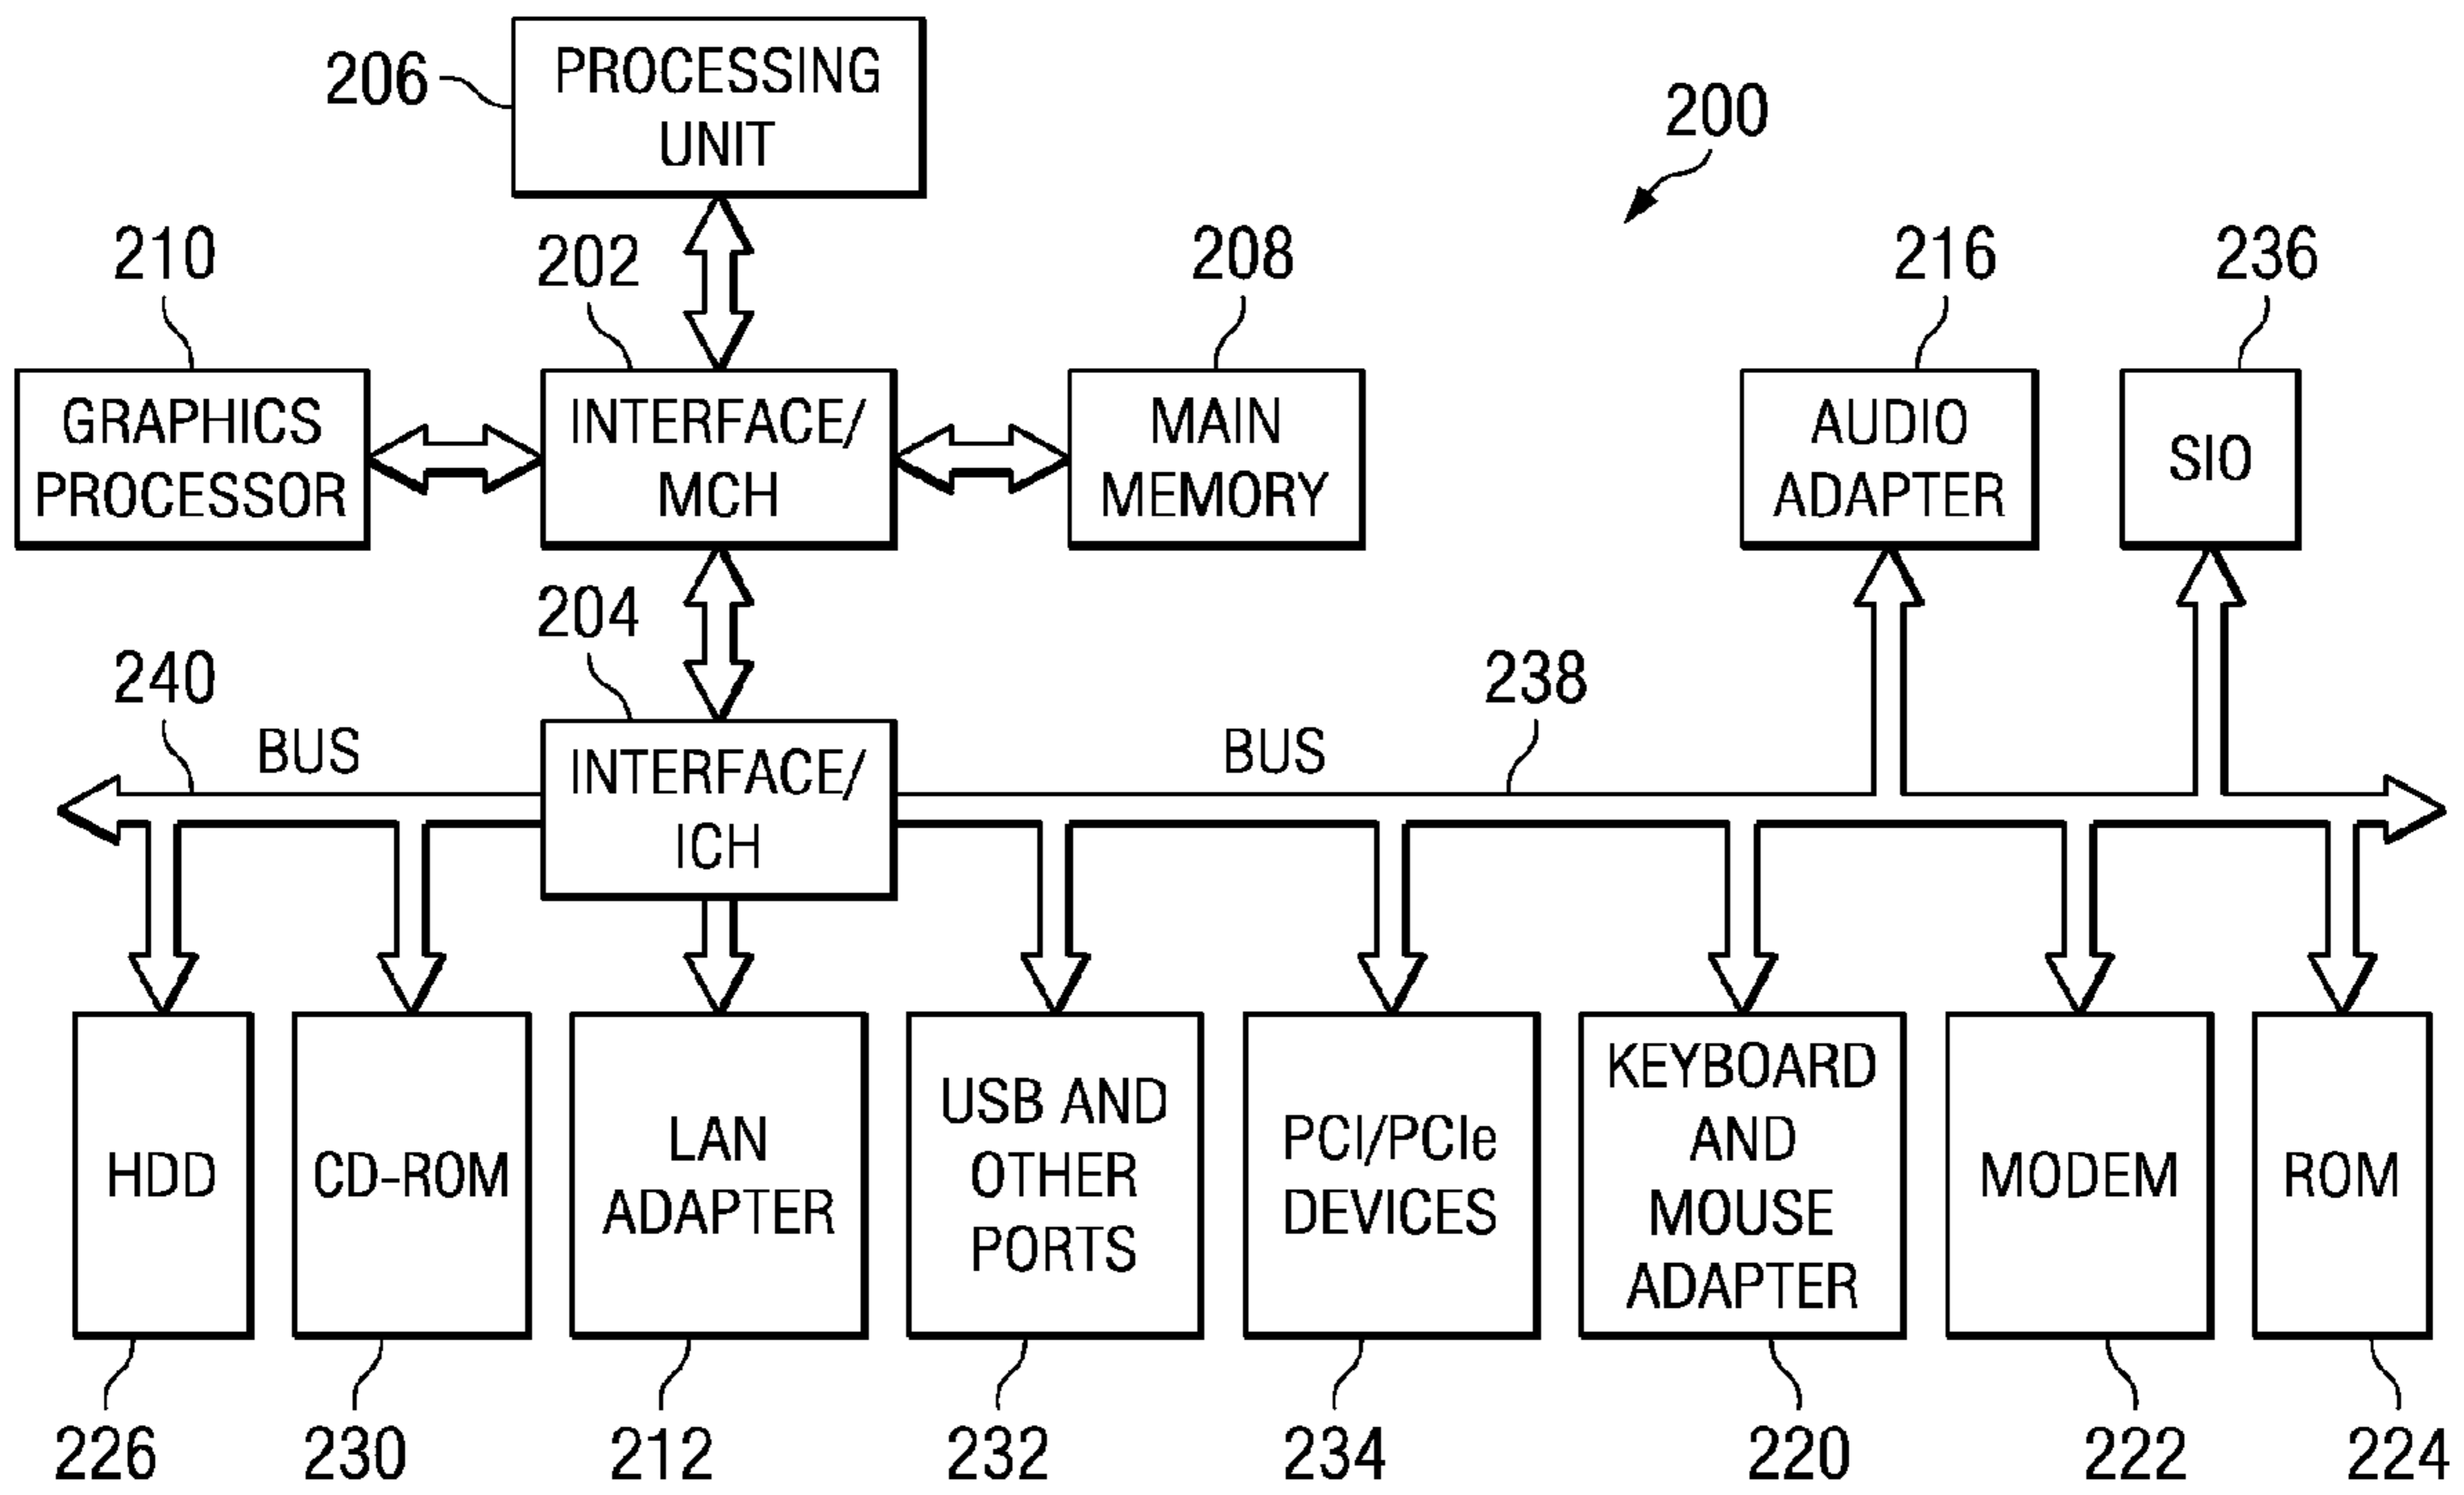 PROCESSING
UNIT
206
200
210
202
208
216
236
GRAPHICS
PROCESSOR
INTERFACE/
MCH
MAIN
MEMORY
AUDIO
ADAPTER
SIO
204
240
BUS
INTERFACE/
ICH
BUS
238
HDD
CD-ROM
LAN
ADAPTER
USB AND
OTHER
PORTS
PCI/PCIe
DEVICES
KEYBOARD
AND
MOUSE
ADAPTER
MODEM
ROM
226
230
212
232
234
220
222
224